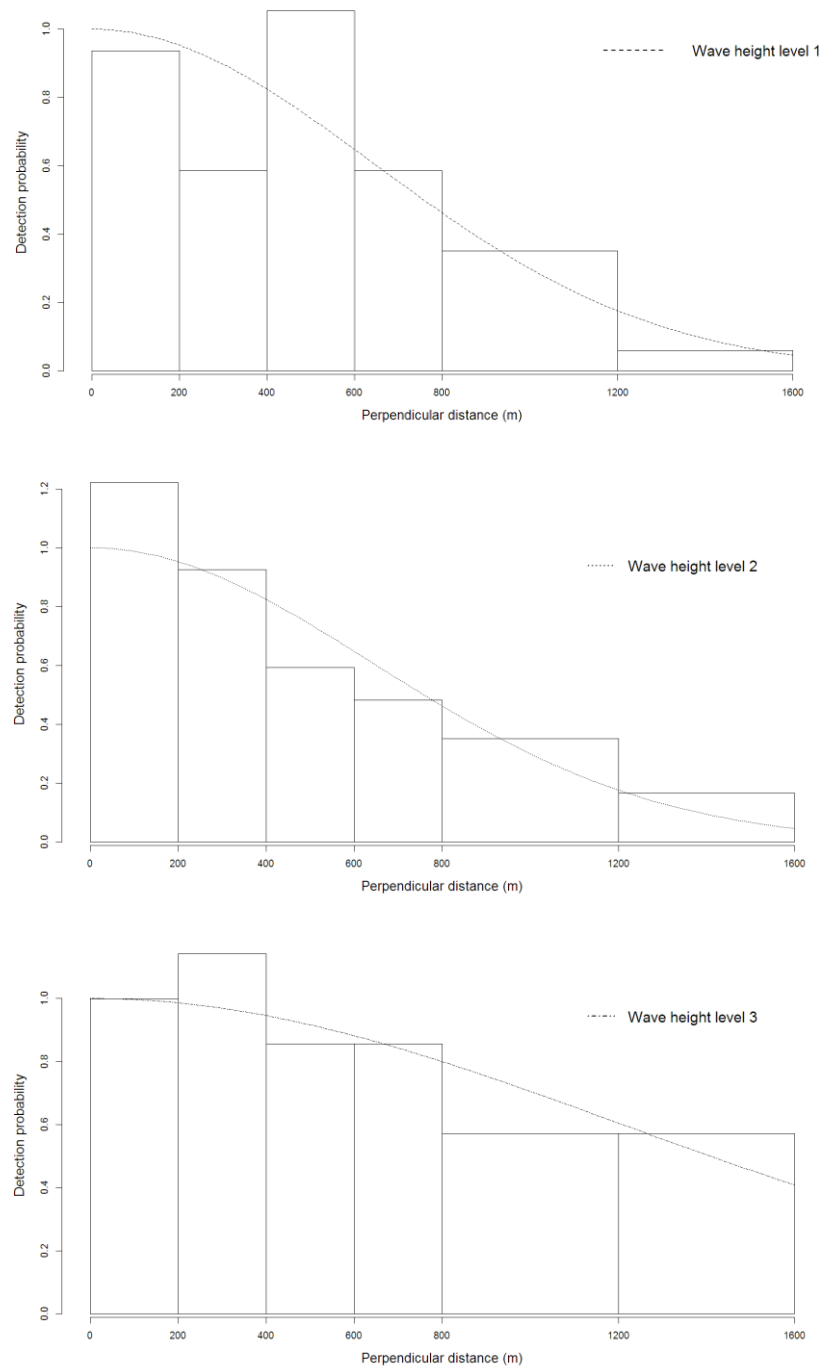 Wave height level 1
Detection probability
1.0
0.8
0.6
0.4
0.2
0.0
0 200 400 600 800 1200 1600
Perpendicular distance (m)
Wave height level 2
Detection probability
1.2
1.0
0.8
0.6
0.4
0.2
0.0
0 200 400 600 800 1200 1600
Perpendicular distance (m)
Wave height level 3
Detection probability
1.0
0.8
0.6
0.4
0.2
0.0
0 200 400 600 800 1200 1600
Perpendicular distance (m)